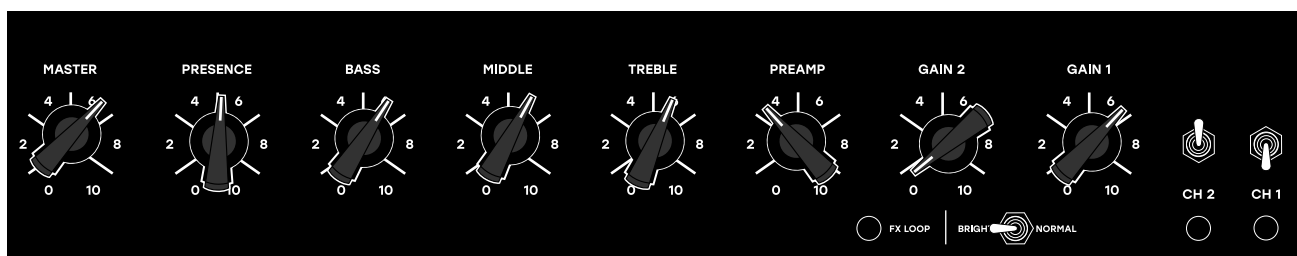 MASTER PRESENCE BASS MIDDLE TREBLE PREAMP GAIN 2 GAIN 1
4 6 4 6 4 4 4 4 6 4 6 4 6
2 8 2 8 2 8 2 8 2 8 2 8 2 8 2 8
0 10 0 10 0 10 0 10 0 10 0 10 0 10 0 10
CH 2 CH 1
FX LOOP BRIGHT NORMAL